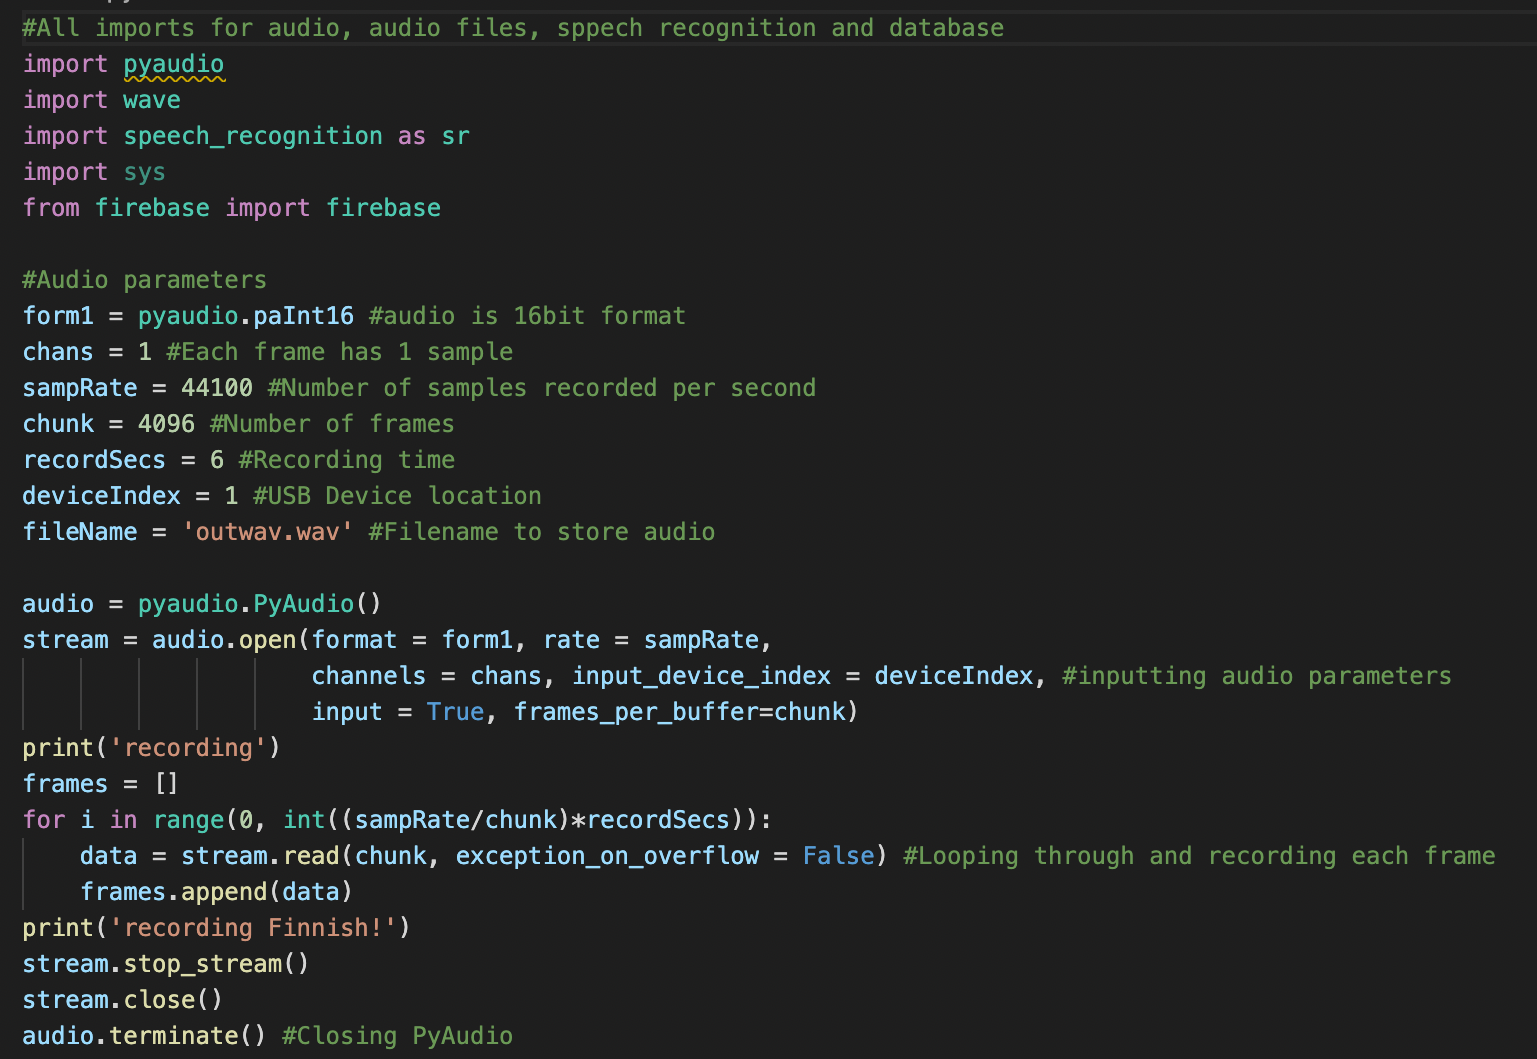 #All imports for audio, audio files, sppech recognition and database
import pyaudio
import wave
import speech_recognition as sr
import sys
from firebase import firebase
#Audio parameters
form1 = pyaudio.paInt16 #audio is 16bit format
chans = 1 #Each frame has 1 sample
sampRate = 44100 #Number of samples recorded per second
chunk = 4096 #Number of frames
recordSecs = 6 #Recording time
deviceIndex = 1 #USB Device location
fileName = 'outwav.wav' #Filename to store audio
audio = pyaudio.PyAudio()
stream = audio.open(format = form1, rate = sampRate,
                    channels = chans, input_device_index = deviceIndex, #inputting audio parameters
                    input = True, frames_per_buffer=chunk)
print('recording')
frames = []
for i in range(0, int((sampRate/chunk)*recordSecs)):
    data = stream.read(chunk, exception_on_overflow = False) #Looping through and recording each frame
    frames.append(data)
print('recording Finnish!')
stream.stop_stream()
stream.close()
audio.terminate() #Closing PyAudio